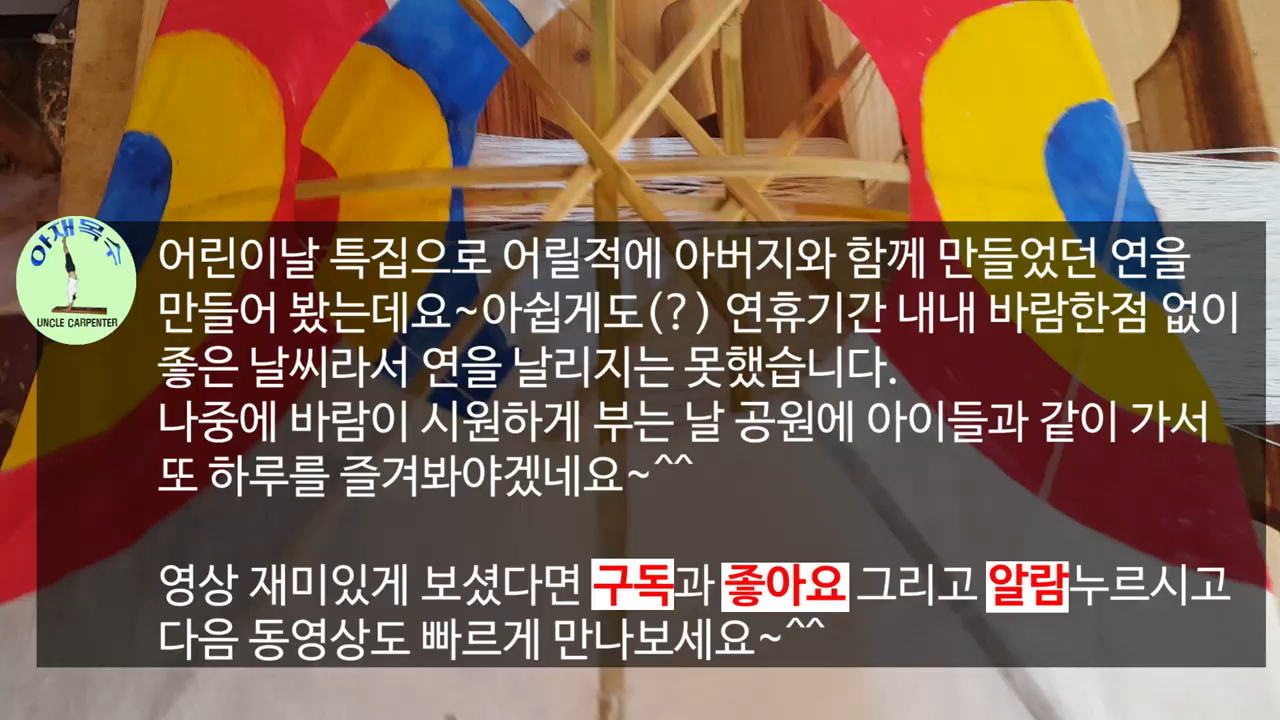 아재목수
UNCLE CARPENTER
어린이날 특집으로 어릴적에 아버지와 함께 만들었던 연을
만들어 봤는데요~아쉽게도(?) 연휴기간 내내 바람한점 없이
좋은 날씨라서 연을 날리지는 못했습니다.
나중에 바람이 시원하게 부는 날 공원에 아이들과 같이 가서
또 하루를 즐겨봐야겠네요~^^
영상 재미있게 보셨다면 구독과 좋아요 그리고 알람누르시고
다음 동영상도 빠르게 만나보세요~^^